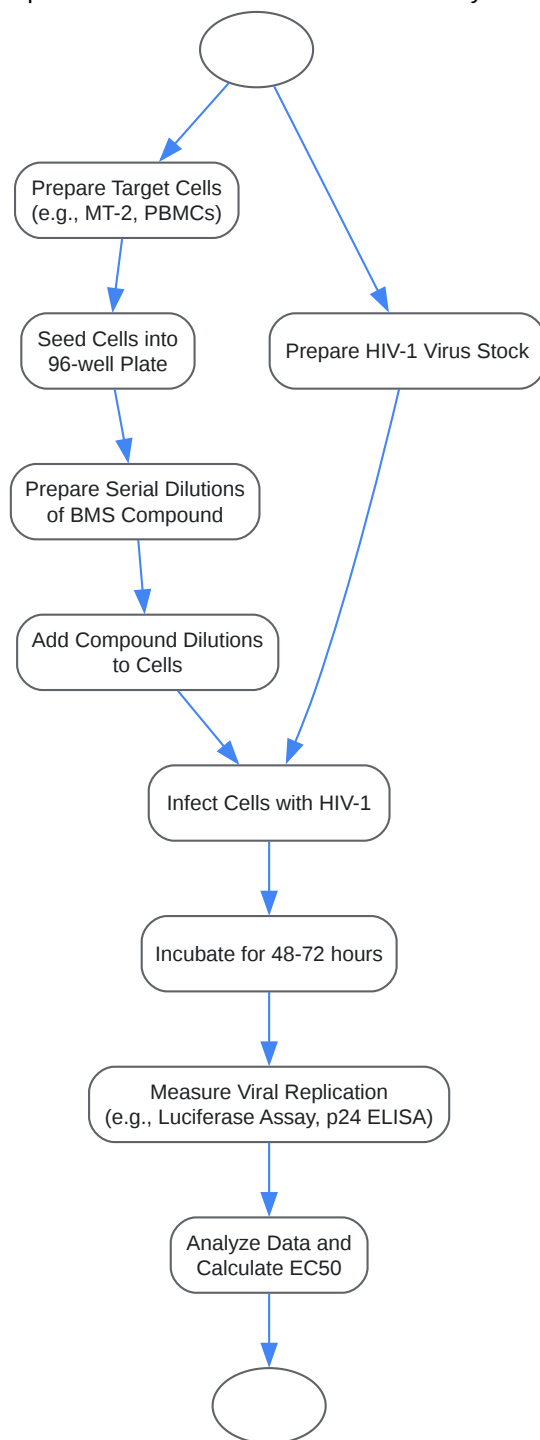 Prepare Target Cells
(e.g., MT-2, PBMCs)
Seed Cells into
96-well Plate
Prepare HIV-1 Virus Stock
Prepare Serial Dilutions
of BMS Compound
Add Compound Dilutions
to Cells
Infect Cells with HIV-1
Incubate for 48-72 hours
Measure Viral Replication
(e.g., Luciferase Assay, p24 ELISA)
Analyze Data and
Calculate EC50